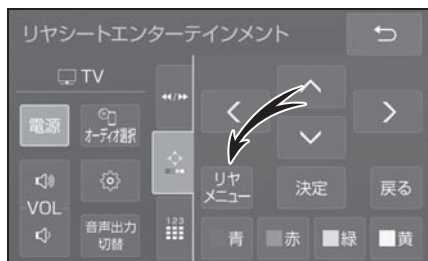 リヤシートエンターテインメント
TV
電源
オーディオ選択
VOL
音声出力
切替
123
リヤ
メニュー
決定
戻る
青
赤
緑
黄